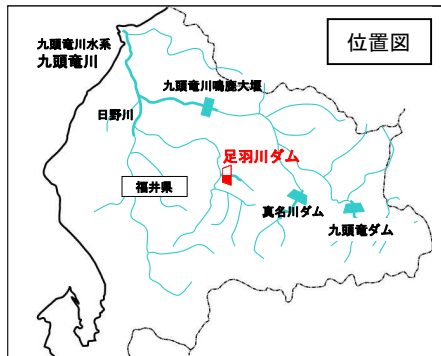 位置図
九頭竜川水系
九頭竜川
九頭竜川鳴鹿大堰
日野川
足羽川ダム
福井県
真名川ダム
九頭竜ダム